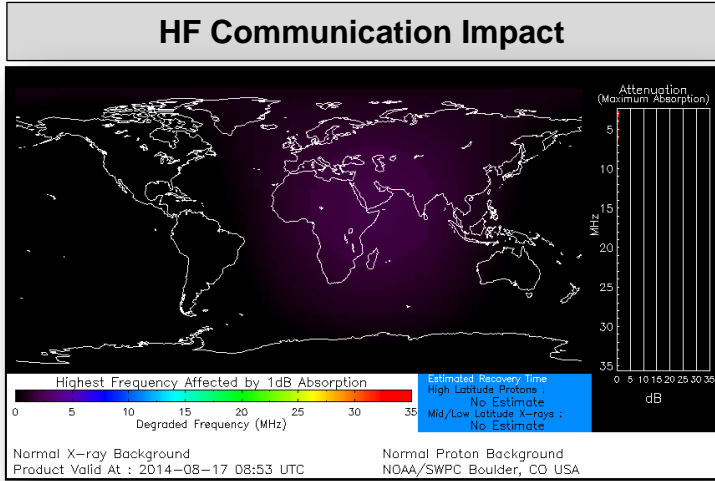 HF Communication Impact
Attenuation
(Maximum Absorption)
5
10
15
20
25
30
35
MHz
0 5 10 15 20 25 30 35
dB
Highest Frequency Affected by 1dB Absorption
0 5 10 15 20 25 30 35
Degraded Frequency (MHz)
Estimated Recovery Time
High Latitude Protons :
No Estimate
Mid/Low Latitude X-rays :
No Estimate
Normal X-ray Background
Normal Proton Background
Product Valid At : 2014-08-17 08:53 UTC
NOAA/SWPC Boulder, CO USA